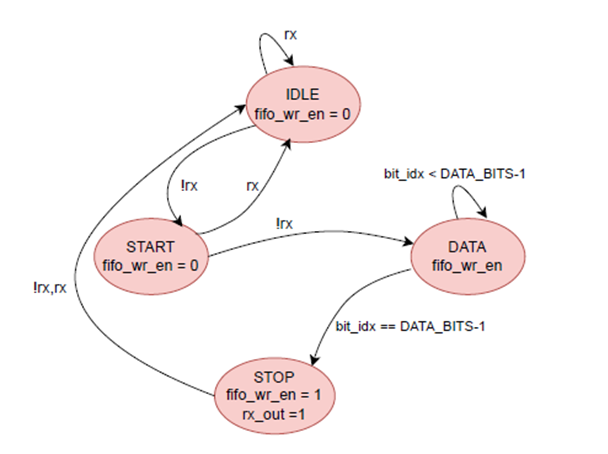 rx
IDLE
fifo_wr_en = 0
!rx
rx
bit_idx < DATA_BITS-1
!rx
START
fifo_wr_en = 0
DATA
fifo_wr_en
!rx,rx
bit_idx == DATA_BITS-1
STOP
fifo_wr_en = 1
rx_out =1